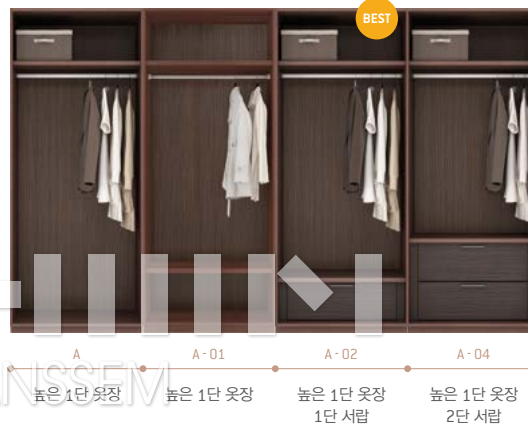 BEST
A
A-01
A-02
A-04
높은 1단 옷장
높은 1단 옷장
높은 1단 옷장
1단 서랍
높은 1단 옷장
2단 서랍
ANSSEM